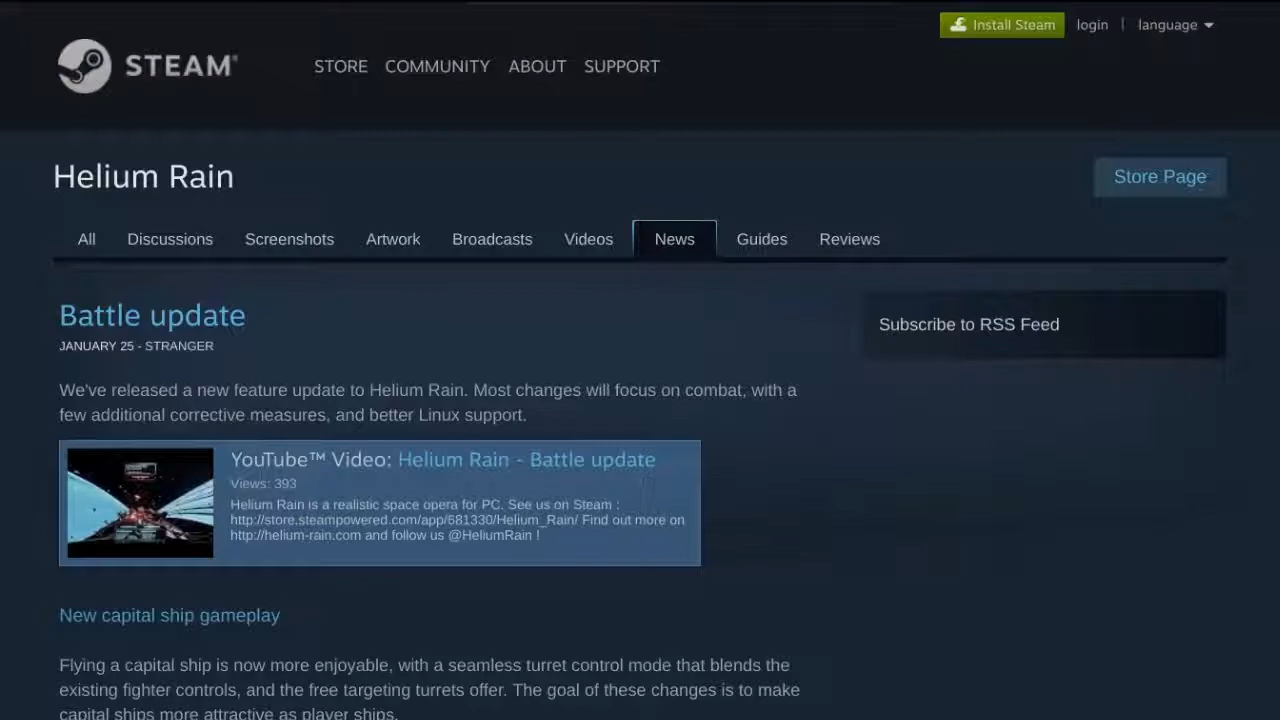 Install Steam login | language
STEAM® STORE COMMUNITY ABOUT SUPPORT
Helium Rain
Store Page
All Discussions Screenshots Artwork Broadcasts Videos News Guides Reviews
Battle update
JANUARY 25 - STRANGER
Subscribe to RSS Feed
We've released a new feature update to Helium Rain. Most changes will focus on combat, with a
few additional corrective measures, and better Linux support.
YouTube™ Video: Helium Rain - Battle update
Views: 393
Helium Rain is a realistic space opera for PC. See us on Steam :
http://store.steampowered.com/app/681330/Helium_Rain/ Find out more on
http://helium-rain.com and follow us @HeliumRain !
New capital ship gameplay
Flying a capital ship is now more enjoyable, with a seamless turret control mode that blends the
existing fighter controls, and the free targeting turrets offer. The goal of these changes is to make
capital ships more attractive as player ships.